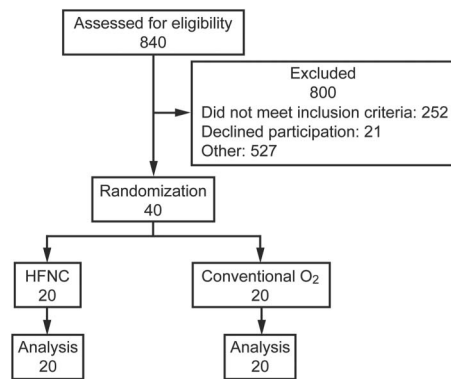 Assessed for eligibility
840
Excluded
800
Did not meet inclusion criteria: 252
Declined participation: 21
Other: 527
Randomization
40
HFNC
20
Conventional O₂
20
Analysis
20
Analysis
20